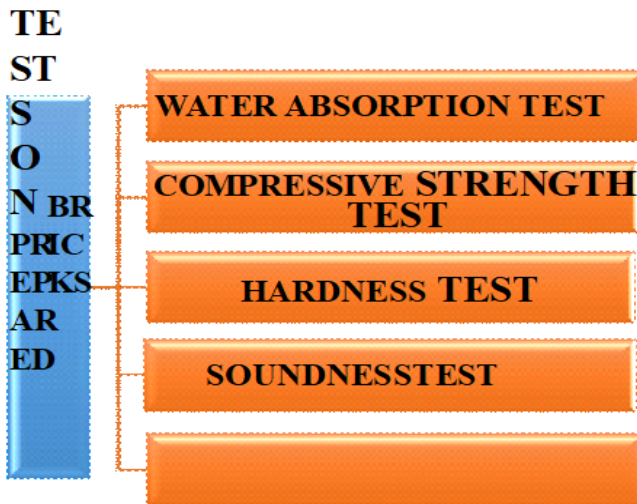 TE
ST
S
O
N BR
PRIC
EPKS
AR
ED
WATER ABSORPTION TEST
COMPRESSIVE STRENGTH
TEST
HARDNESS TEST
SOUNDNESSTEST